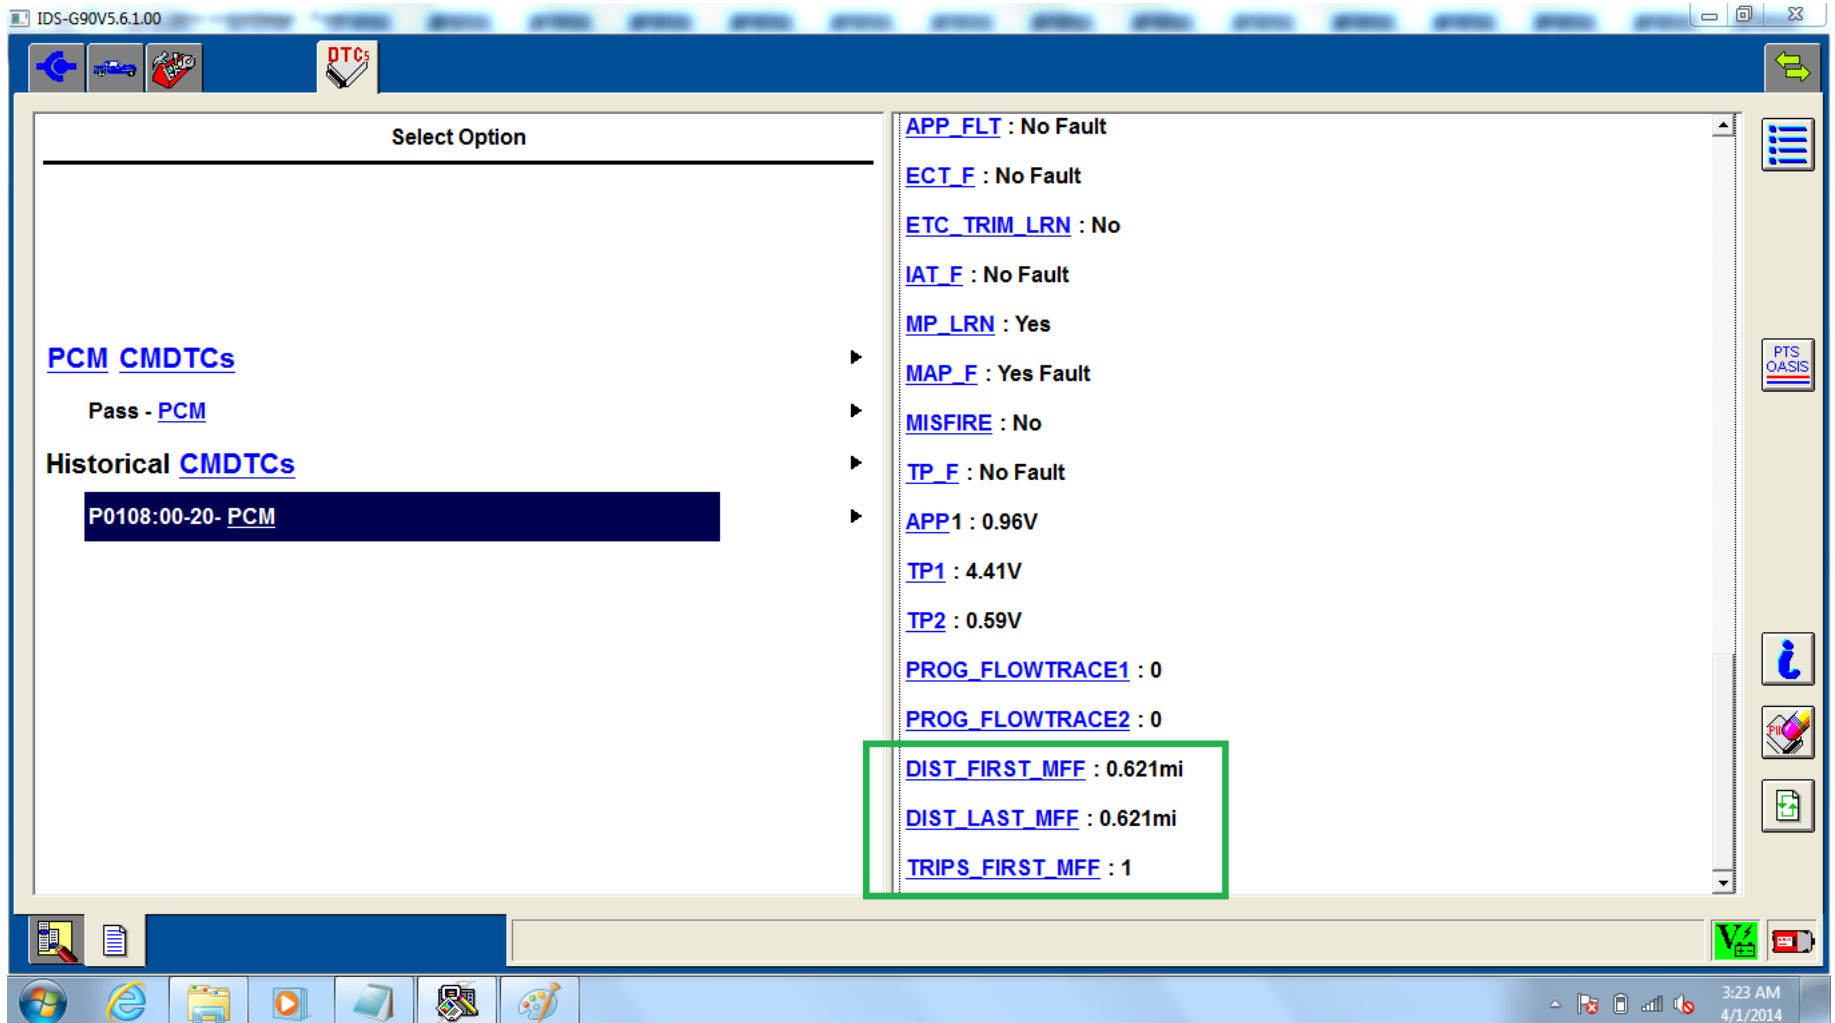 IDS-G90V5.6.1.00
DTCs
Select Option
PCM CMDTCs
Pass - PCM
Historical CMDTCs
P0108:00-20- PCM
APP_FLT : No Fault
ECT_F : No Fault
ETC_TRIM_LRN : No
IAT_F : No Fault
MP_LRN : Yes
MAP_F : Yes Fault
MISFIRE : No
TP_F : No Fault
APP1 : 0.96V
TP1 : 4.41V
TP2 : 0.59V
PROG_FLOWTRACE1 : 0
PROG_FLOWTRACE2 : 0
DIST_FIRST_MFF : 0.621mi
DIST_LAST_MFF : 0.621mi
TRIPS_FIRST_MFF : 1
PTS
OASIS
3:23 AM
4/1/2014